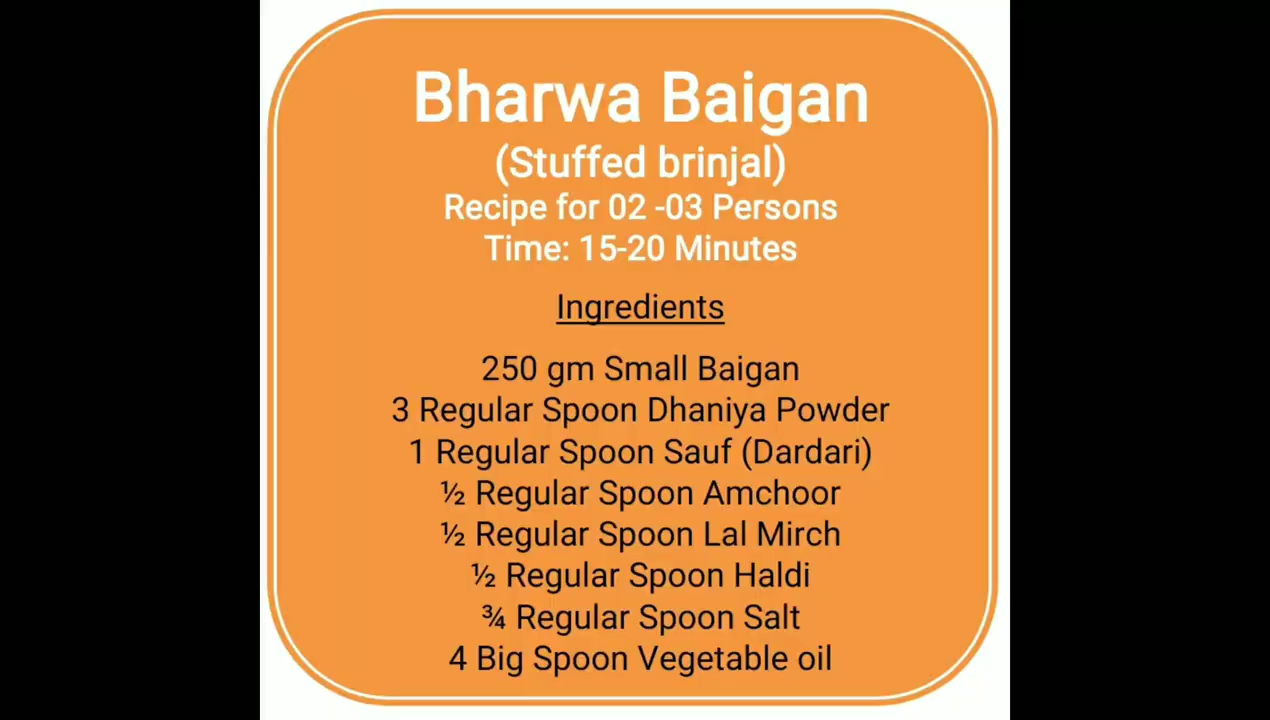 Bharwa Baigan
(Stuffed brinjal)
Recipe for 02 -03 Persons
Time: 15-20 Minutes
Ingredients
250 gm Small Baigan
3 Regular Spoon Dhaniya Powder
1 Regular Spoon Sauf (Dardari)
½ Regular Spoon Amchoor
½ Regular Spoon Lal Mirch
½ Regular Spoon Haldi
¾ Regular Spoon Salt
4 Big Spoon Vegetable oil